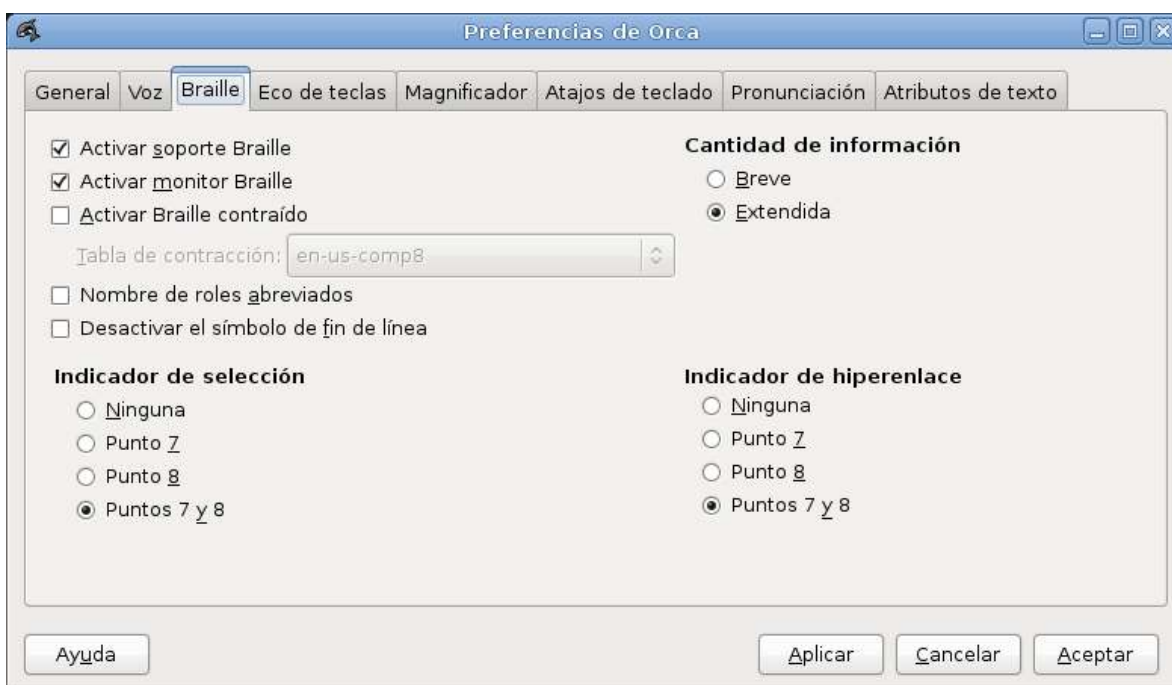 Preferencias de Orca
General Voz Braille Eco de teclas Magnificador Atajos de teclado Pronunciación Atributos de texto
Activar soporte Braille
Activar monitor Braille
Activar Braille contraído
Tabla de contracción: en-us-comp8
Nombre de roles abreviados
Desactivar el símbolo de fin de línea
Cantidad de información
Breve
Extendida
Indicador de selección
Ninguna
Punto 7
Punto 8
Puntos 7 y 8
Indicador de hiperenlace
Ninguna
Punto 7
Punto 8
Puntos 7 y 8
Ayuda Aplicar Cancelar Aceptar